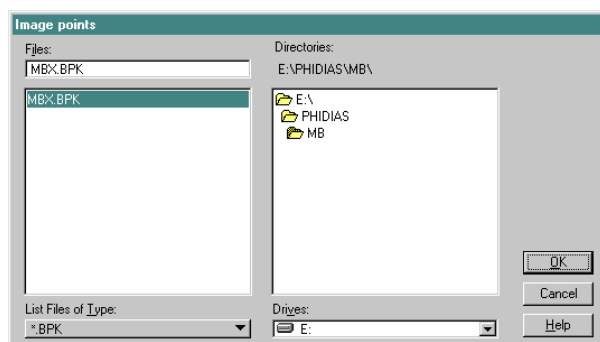 Image points
Files:
MBX.BPK
MBX.BPK
List Files of Type:
*.BPK
Directories:
E:\PHIDIAS\MB\
E:\
PHIDIAS
MB
Drives:
E:
OK
Cancel
Help